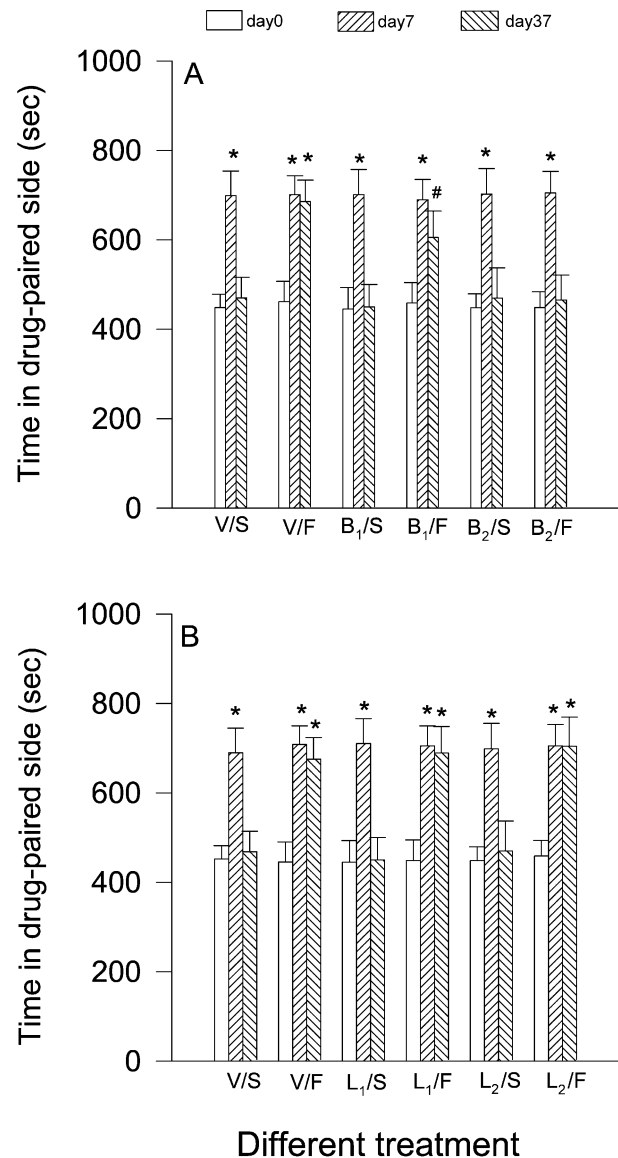 day0 day7 day37
A
Time in drug-paired side (sec)
1000
800
600
400
200
0
* * * * * # * *
V/S V/F B₁/S B₁/F B₂/S B₂/F
B
Time in drug-paired side (sec)
1000
800
600
400
200
0
* * * * * * * * *
V/S V/F L₁/S L₁/F L₂/S L₂/F
Different treatment